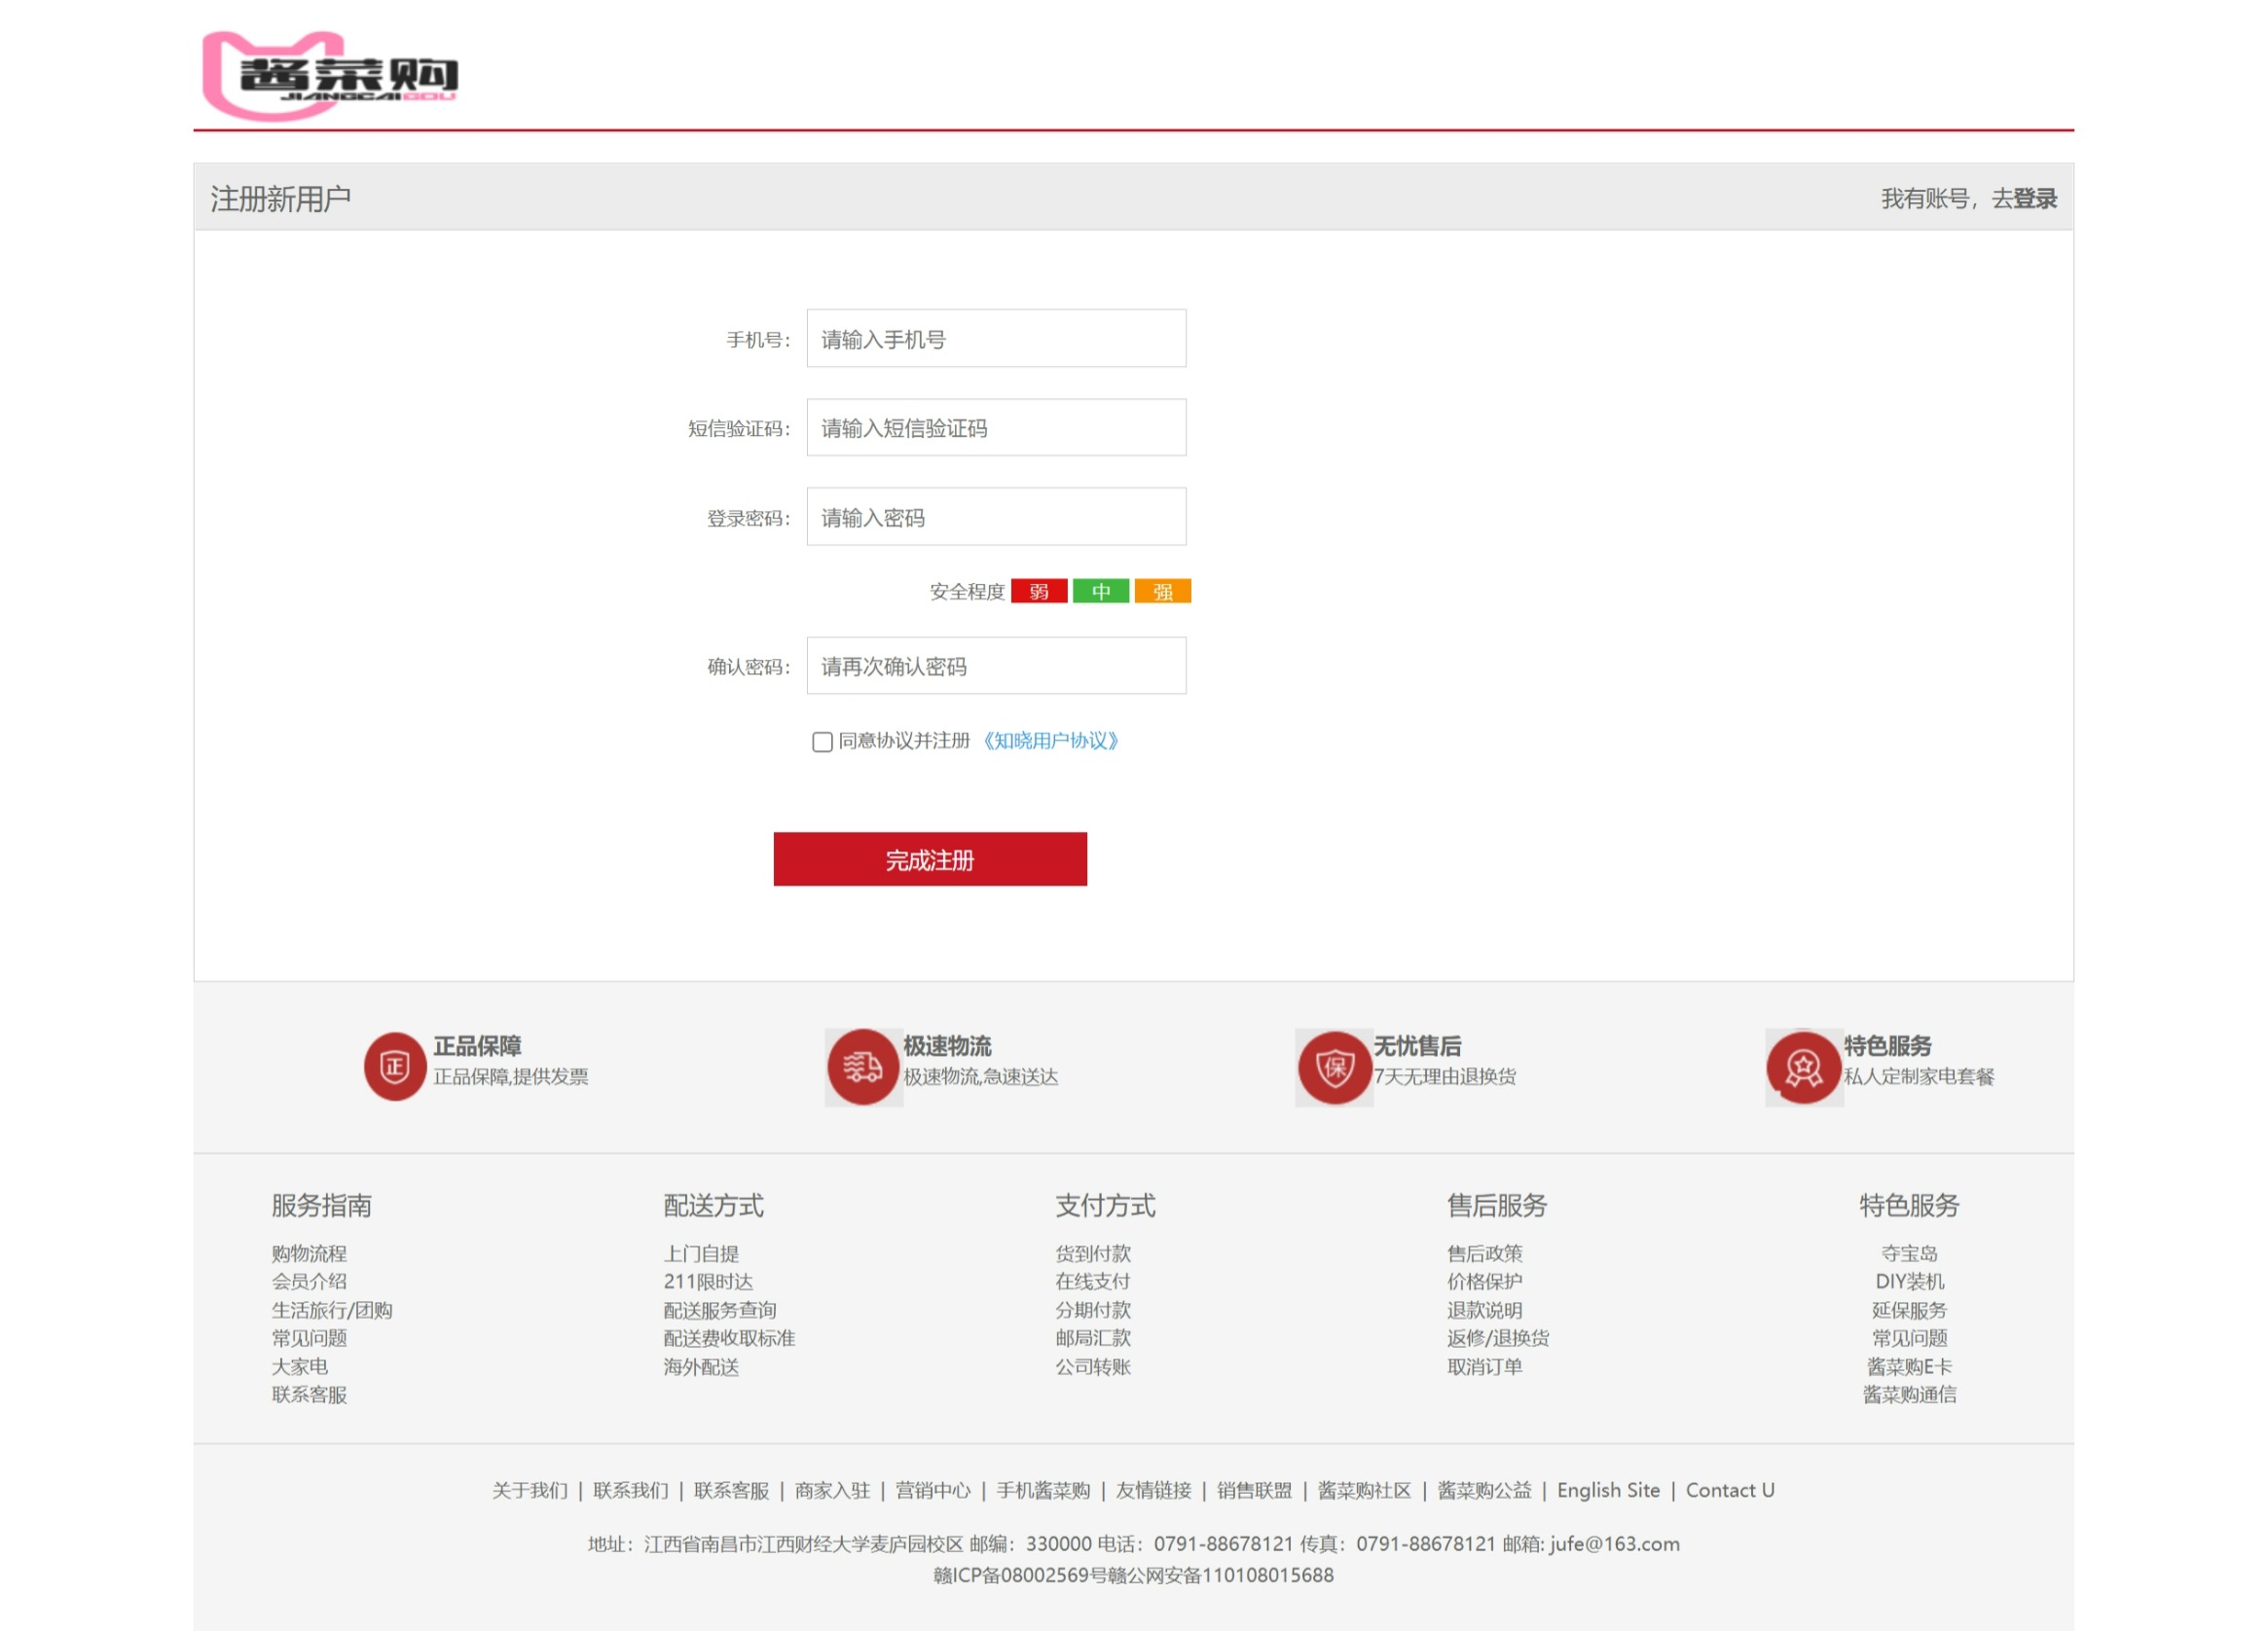 酱菜购
JIANGCAIGOU
注册新用户
我有账号，去登录
手机号：
请输入手机号
短信验证码：
请输入短信验证码
登录密码：
请输入密码
安全程度 弱 中 强
确认密码：
请再次确认密码
同意协议并注册 《知晓用户协议》
完成注册
正
正品保障
正品保障,提供发票
极速物流
极速物流,急速送达
保
无忧售后
7天无理由退换货
特色服务
私人定制家电套餐
服务指南
购物流程
会员介绍
生活旅行/团购
常见问题
大家电
联系客服
配送方式
上门自提
211限时达
配送服务查询
配送费收取标准
海外配送
支付方式
货到付款
在线支付
分期付款
邮局汇款
公司转账
售后服务
售后政策
价格保护
退款说明
返修/退换货
取消订单
特色服务
夺宝岛
DIY装机
延保服务
常见问题
酱菜购E卡
酱菜购通信
关于我们 | 联系我们 | 联系客服 | 商家入驻 | 营销中心 | 手机酱菜购 | 友情链接 | 销售联盟 | 酱菜购社区 | 酱菜购公益 | English Site | Contact U
地址：江西省南昌市江西财经大学麦庐园校区 邮编：330000 电话：0791-88678121 传真：0791-88678121 邮箱: jufe@163.com
赣ICP备08002569号赣公网安备110108015688